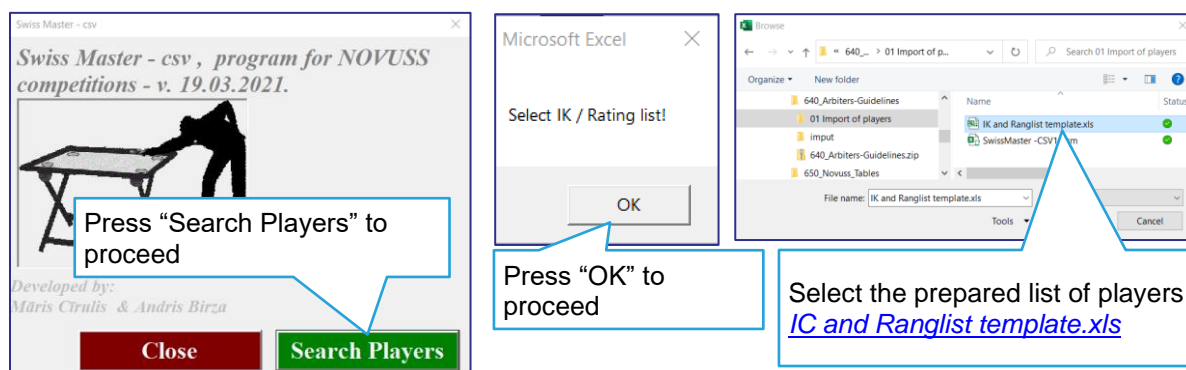 Swiss Master - csv
Swiss Master - csv , program for NOVUSS
competitions - v. 19.03.2021.
Press “Search Players” to
proceed
Developed by:
Māris Cīrulis & Andris Birza
Close
Search Players
Microsoft Excel
Select IK / Rating list!
OK
Press “OK” to
proceed
Browse
« 640_... › 01 Import of p...
Search 01 Import of players
Organize
New folder
640_Arbiters-Guidelines
01 Import of players
imput
640_Arbiters-Guidelines.zip
650_Novuss_Tables
Name
Status
IK and Ranglist template.xls
SwissMaster -CSV1
File name:
IK and Ranglist template.xls
Tools
Cancel
Select the prepared list of players
IC and Ranglist template.xls